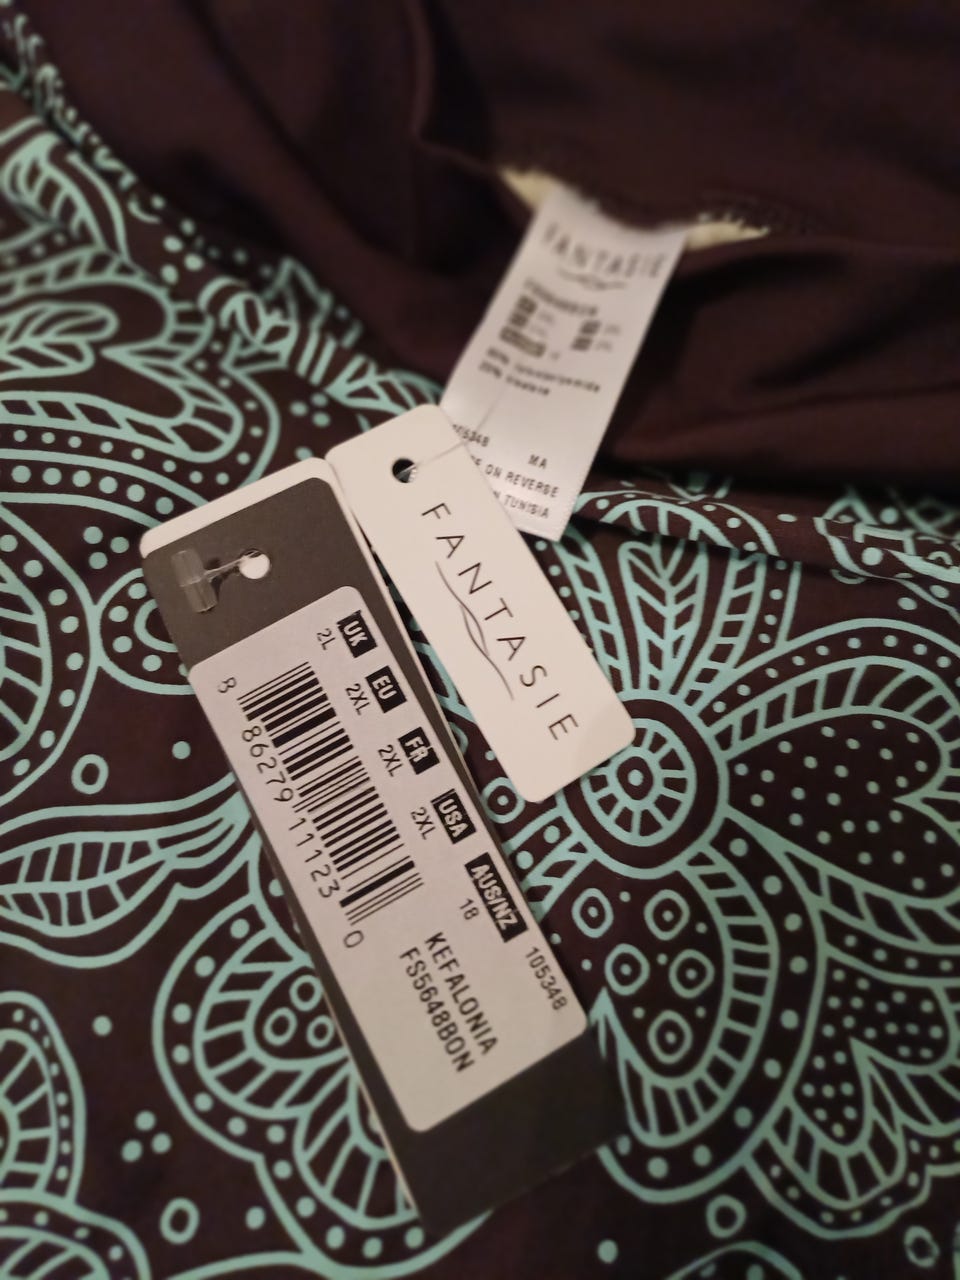 FANTASIE
105348
MA
ON REVERSE
TUNISIA
FANTASIE
UK
2L
EU
2XL
FR
2XL
USA
2XL
AUS/NZ
18
8 86279 11123 0
105348
KEFALONIA
FS5648BON